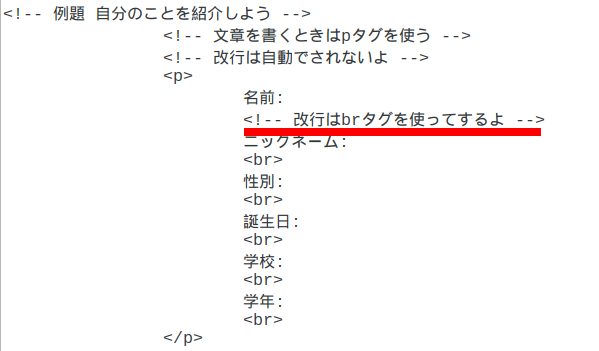 <!-- 例題 自分のことを紹介しよう -->
<!-- 文章を書くときはpタグを使う -->
<!-- 改行は自動でされないよ -->
<p>
名前:
<!-- 改行はbrタグを使ってするよ -->
ニックネーム:
<br>
性別:
<br>
誕生日:
<br>
学校:
<br>
学年:
<br>
</p>